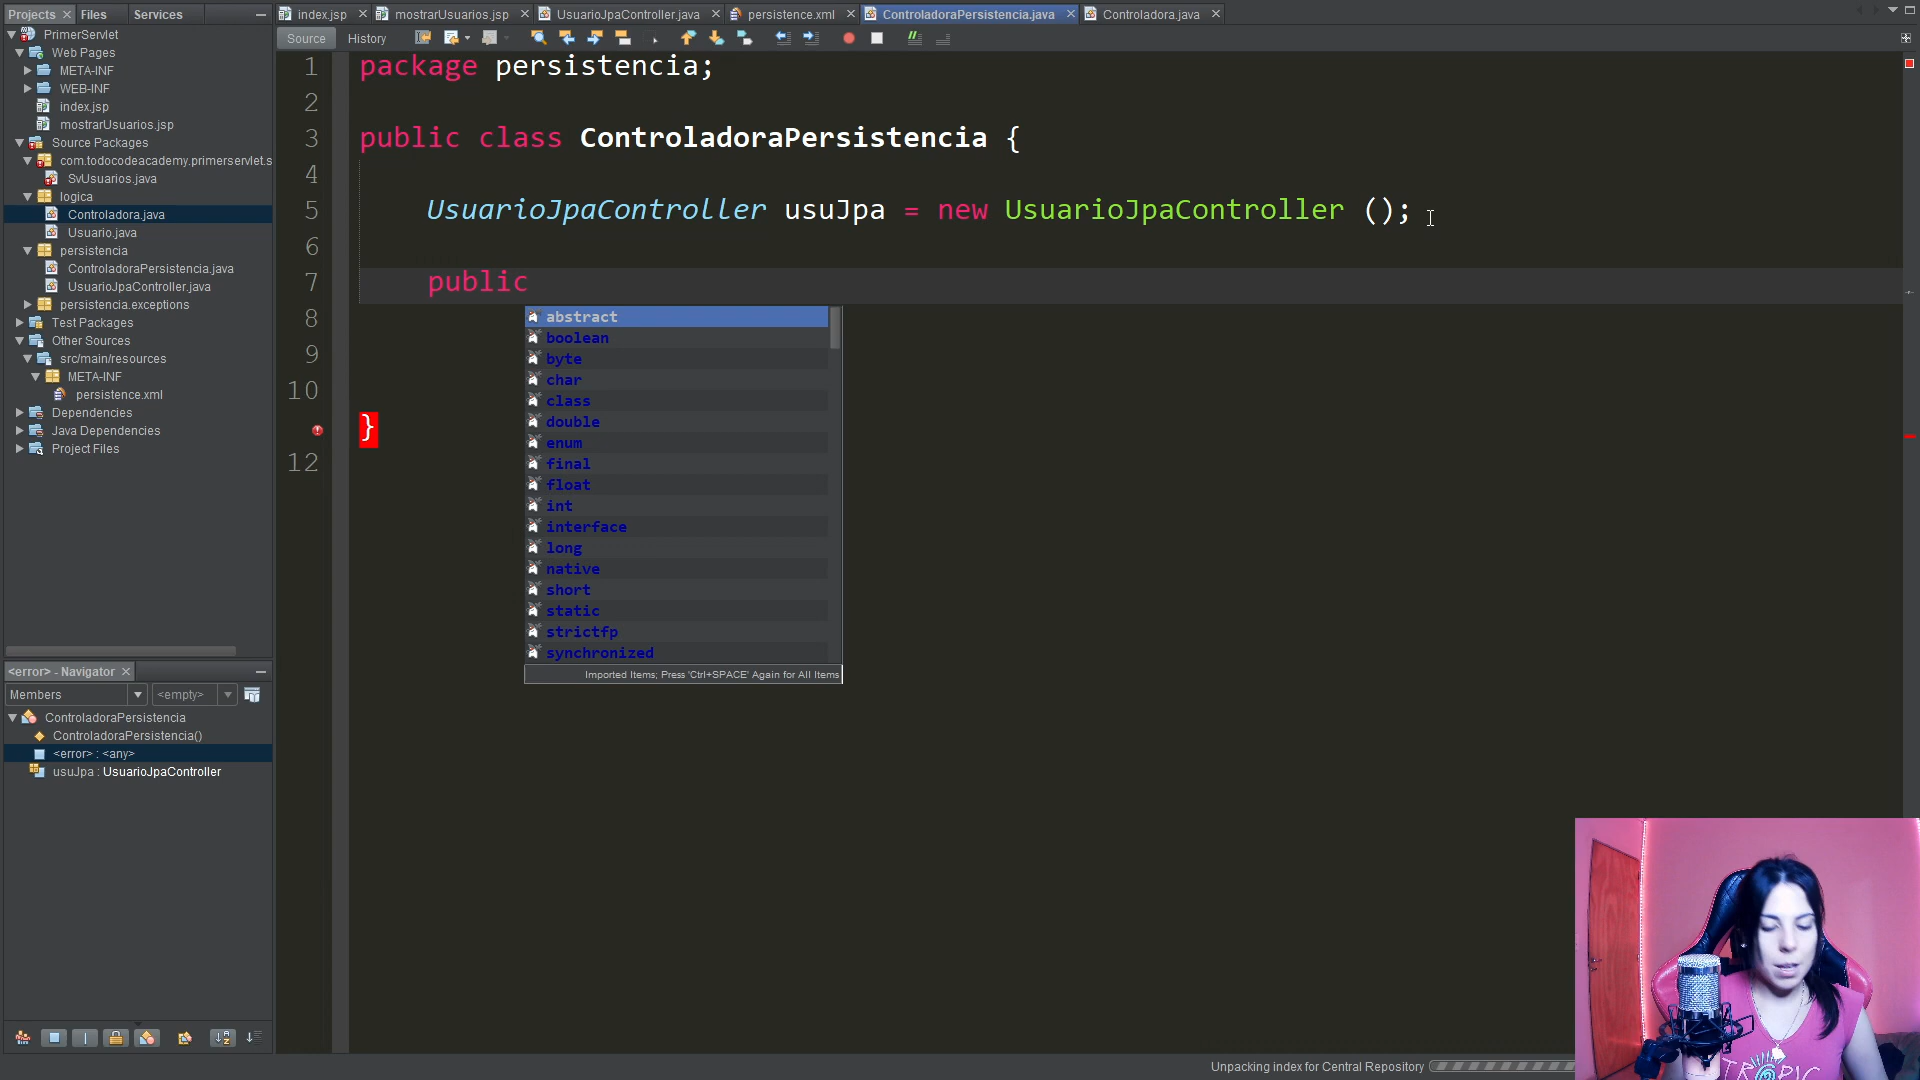 Projects Files Services
index.jsp mostrarUsuarios.jsp UsuarioJpaController.java persistence.xml ControladoraPersistencia.java Controladora.java
Source History
PrimerServlet
Web Pages
META-INF
WEB-INF
index.jsp
mostrarUsuarios.jsp
Source Packages
com.todocodeacademy.primerservlet.s
SvUsuarios.java
logica
Controladora.java
Usuario.java
persistencia
ControladoraPersistencia.java
UsuarioJpaController.java
persistencia.exceptions
Test Packages
Other Sources
src/main/resources
META-INF
persistence.xml
Dependencies
Java Dependencies
Project Files
<error> - Navigator
Members <empty>
ControladoraPersistencia
ControladoraPersistencia()
<error> : <any>
usuJpa : UsuarioJpaController
1 package persistencia;
2
3 public class ControladoraPersistencia {
4
5 UsuarioJpaController usuJpa = new UsuarioJpaController ();
6
7 public
8
9
10
}
12
abstract
boolean
byte
char
class
double
enum
final
float
int
interface
long
native
short
static
strictfp
synchronized
Imported Items; Press 'Ctrl+SPACE' Again for All Items
Unpacking index for Central Repository
TROPIC